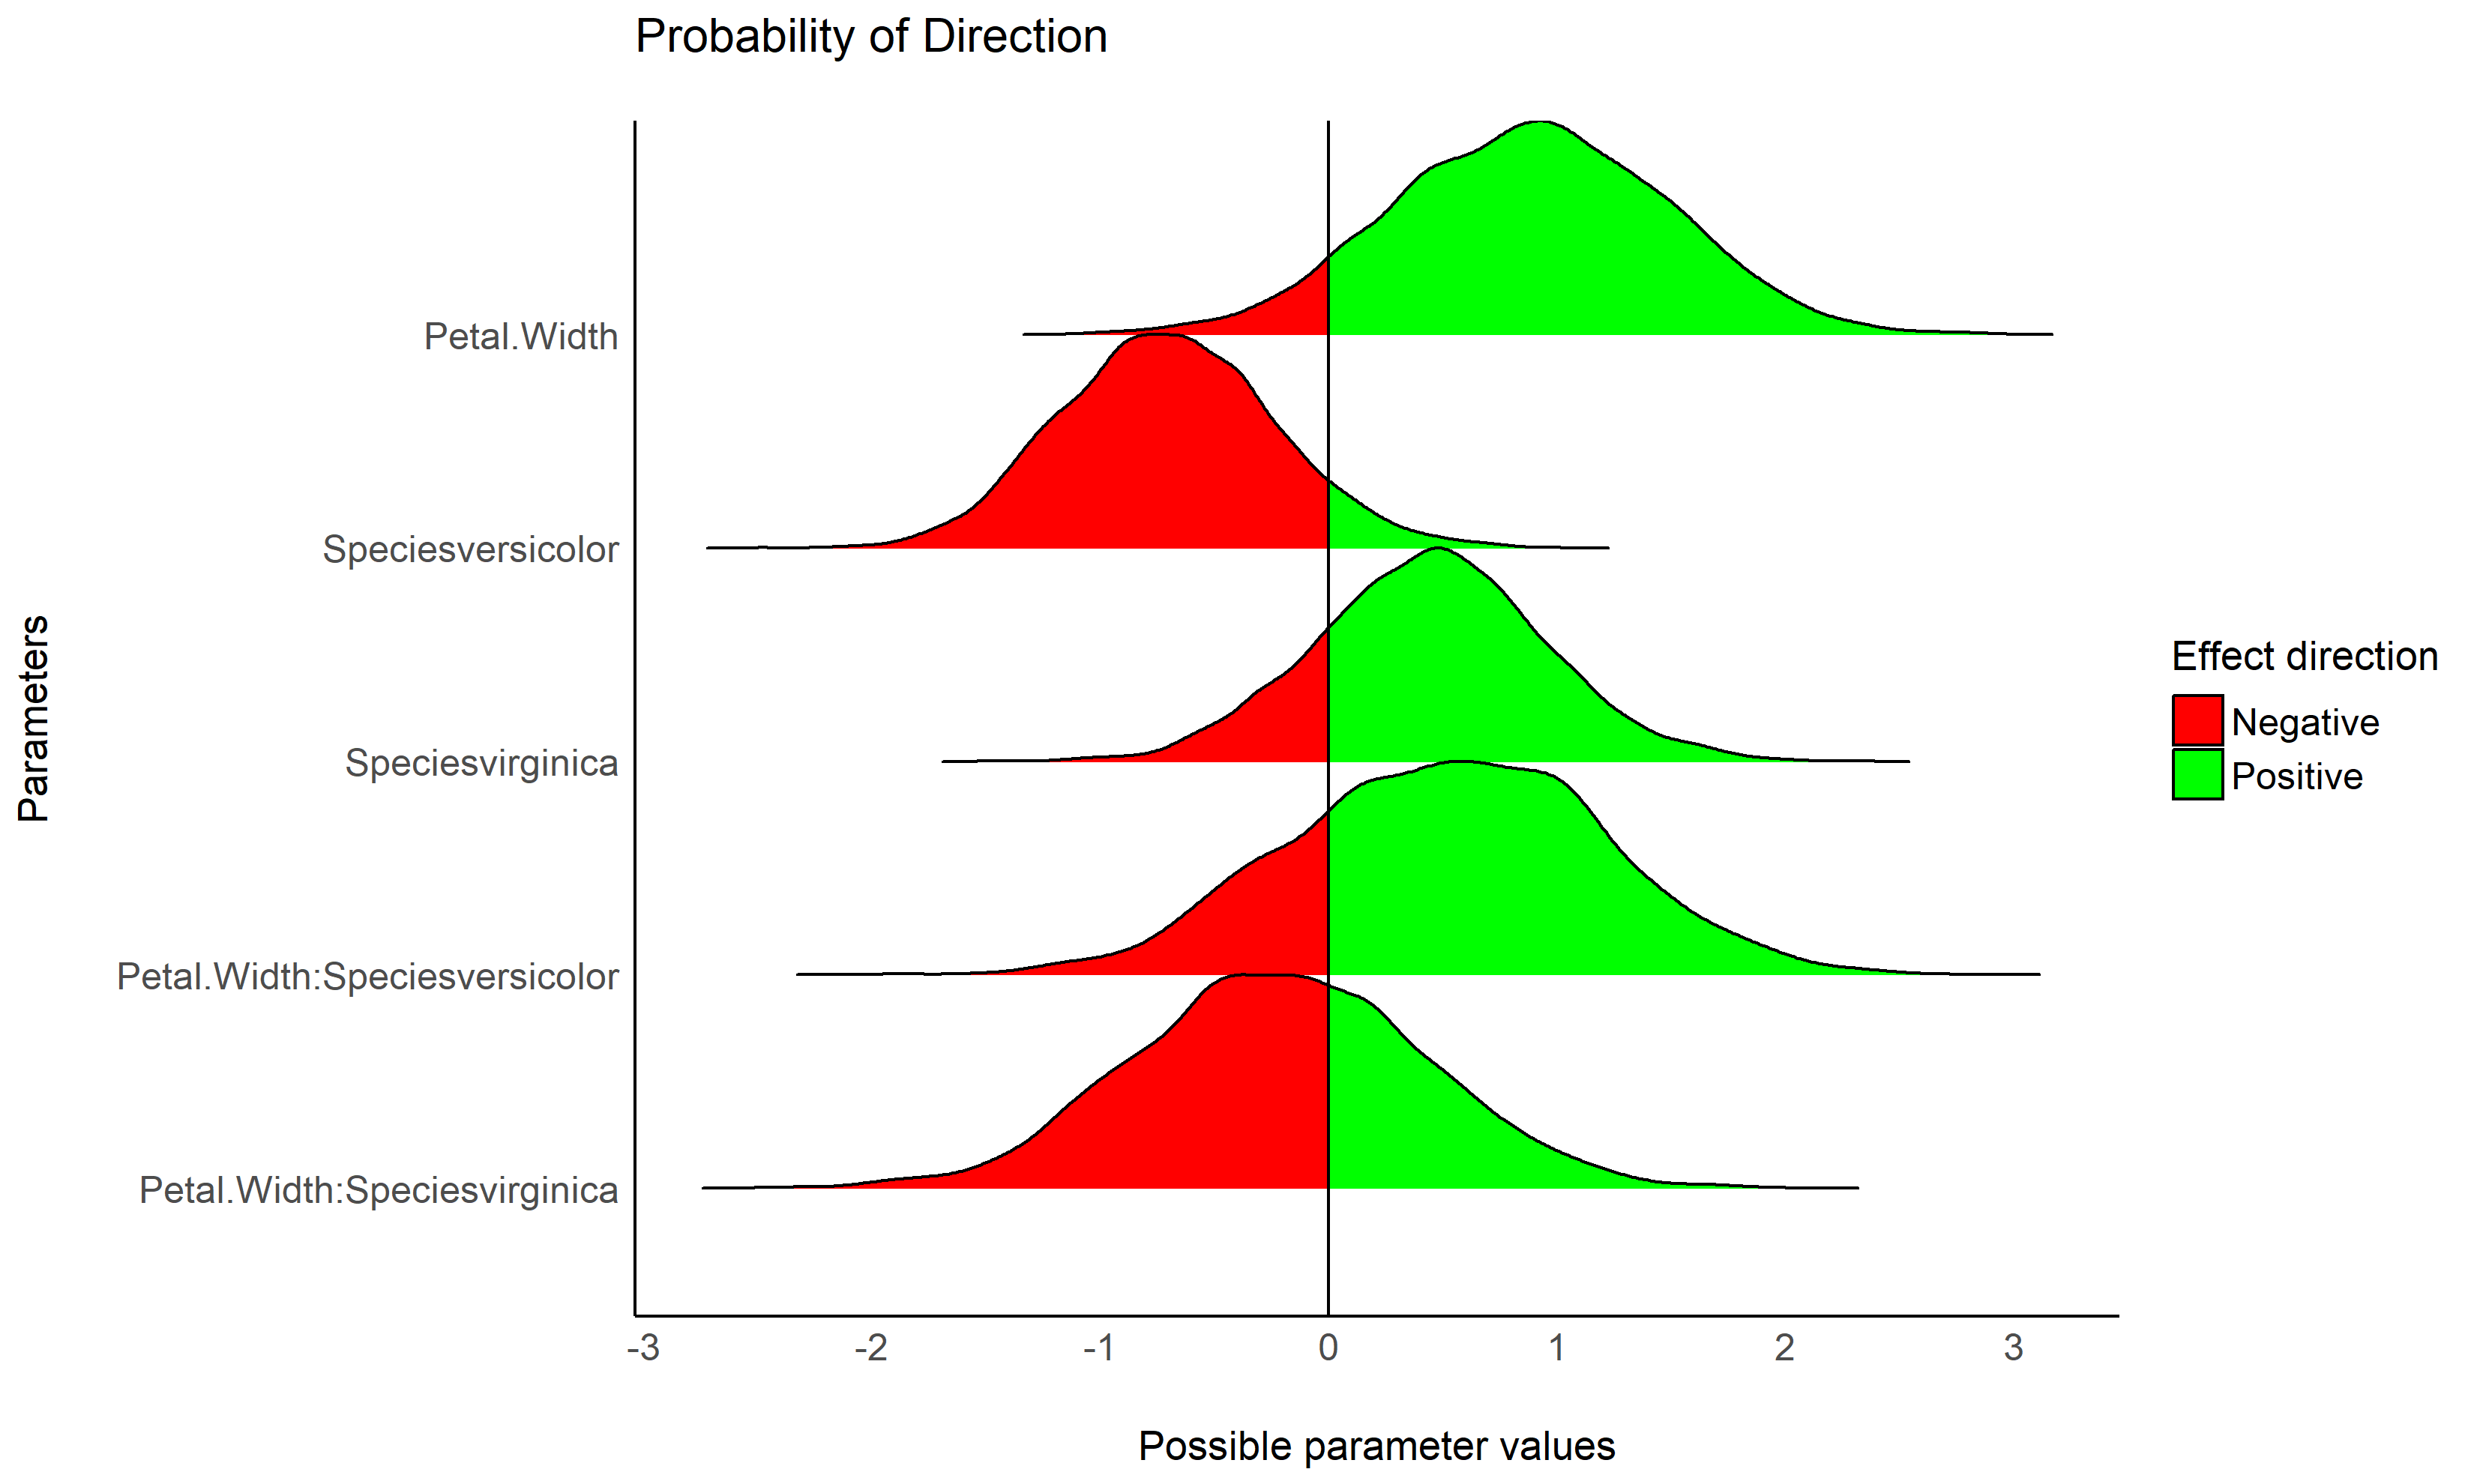 Probability of Direction
Parameters
Petal.Width
Speciesversicolor
Speciesvirginica
Petal.Width:Speciesversicolor
Petal.Width:Speciesvirginica
-3 -2 -1 0 1 2 3
Possible parameter values
Effect direction
Negative
Positive